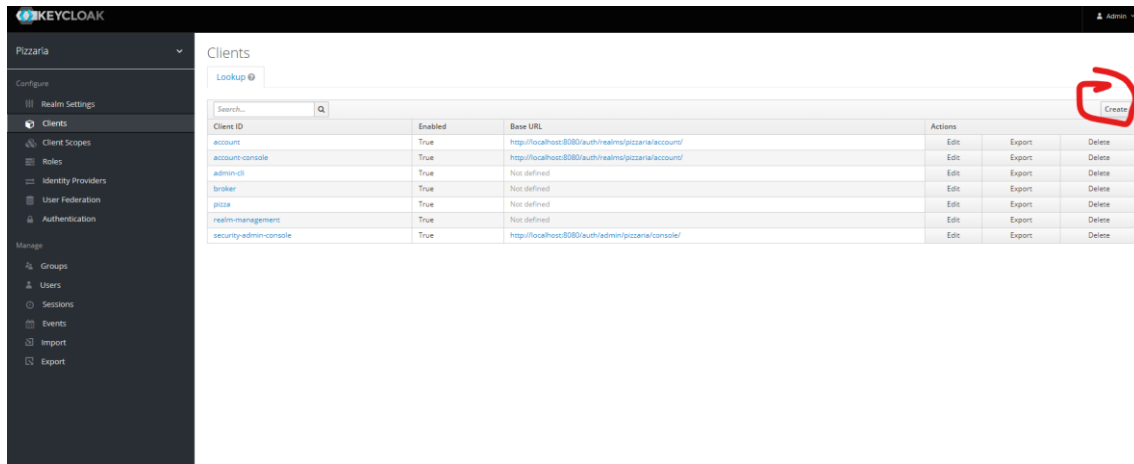 KEYCLOAK
Admin
Pizzaria
Clients
Lookup
Configure
Realm Settings
Clients
Client Scopes
Roles
Identity Providers
User Federation
Authentication
Manage
Groups
Users
Sessions
Events
Import
Export
Search...
Create
Client ID Enabled Base URL Actions
account True http://localhost:8080/auth/realms/pizzaria/account/ Edit Export Delete
account-console True http://localhost:8080/auth/realms/pizzaria/account/ Edit Export Delete
admin-cli True Not defined Edit Export Delete
broker True Not defined Edit Export Delete
pizza True Not defined Edit Export Delete
realm-management True Not defined Edit Export Delete
security-admin-console True http://localhost:8080/auth/admin/pizzaria/console/ Edit Export Delete